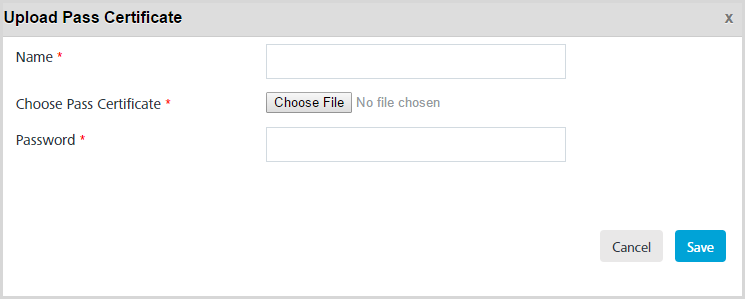 Upload Pass Certificate x
Name *
Choose Pass Certificate * Choose File No file chosen
Password *
Cancel Save